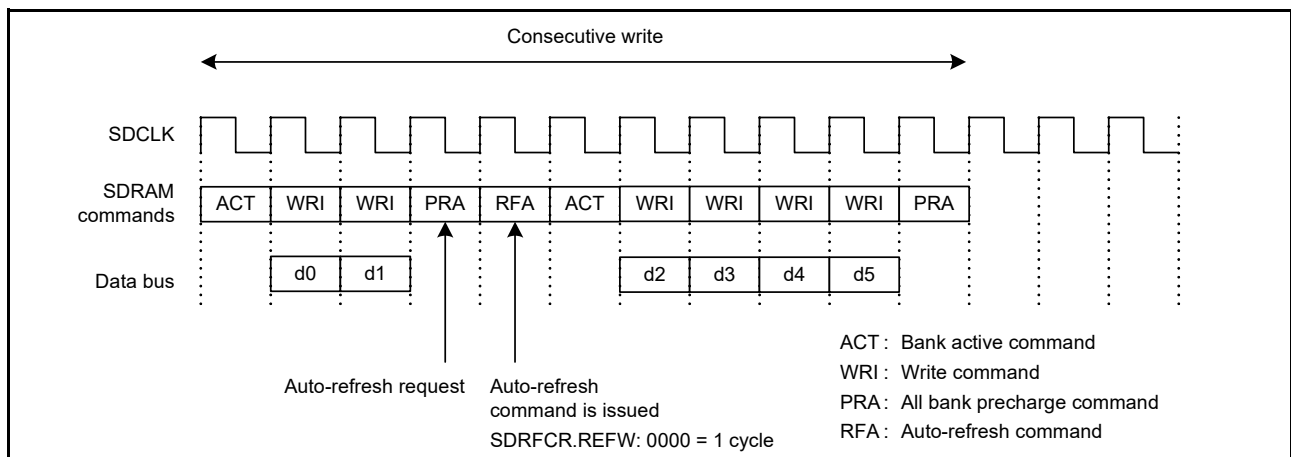 Consecutive write
SDCLK
SDRAM
commands
ACT WRI WRI PRA RFA ACT WRI WRI WRI WRI PRA
Data bus
d0 d1 d2 d3 d4 d5
Auto-refresh request
Auto-refresh
command is issued
SDRFCR.REFW: 0000 = 1 cycle
ACT : Bank active command
WRI : Write command
PRA : All bank precharge command
RFA : Auto-refresh command